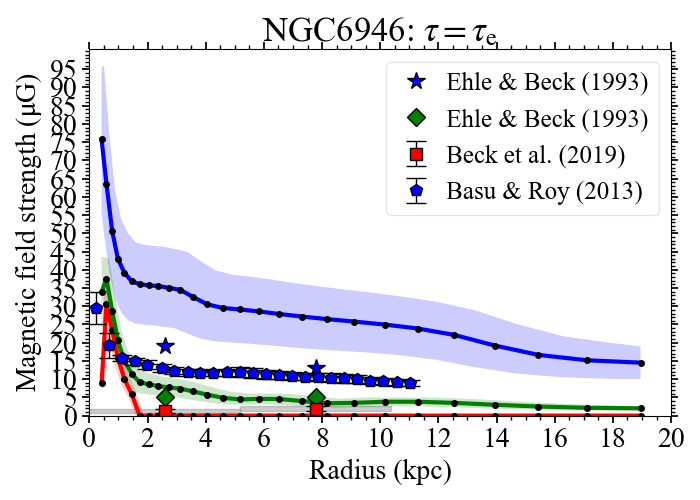 NGC6946: τ = τe
Ehle & Beck (1993)
Ehle & Beck (1993)
Beck et al. (2019)
Basu & Roy (2013)
Magnetic field strength (μG)
95
90
85
80
75
70
65
60
55
50
45
40
35
30
25
20
15
10
5
0
0 2 4 6 8 10 12 14 16 18 20
Radius (kpc)